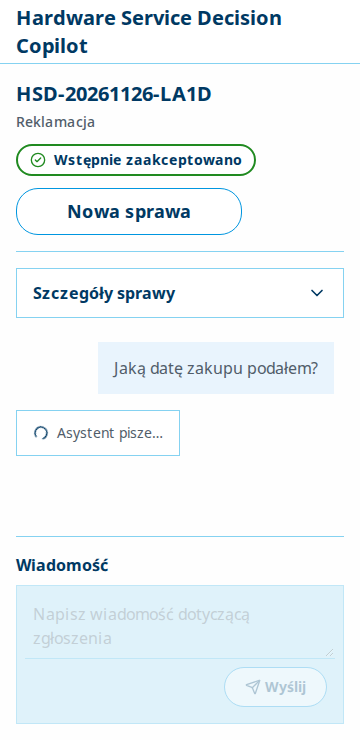 Hardware Service Decision
Copilot
HSD-20261126-LA1D
Reklamacja
Wstępnie zaakceptowano
Nowa sprawa
Szczegóły sprawy
Jaką datę zakupu podałem?
Asystent pisze...
Wiadomość
Napisz wiadomość dotyczącą
zgłoszenia
Wyślij